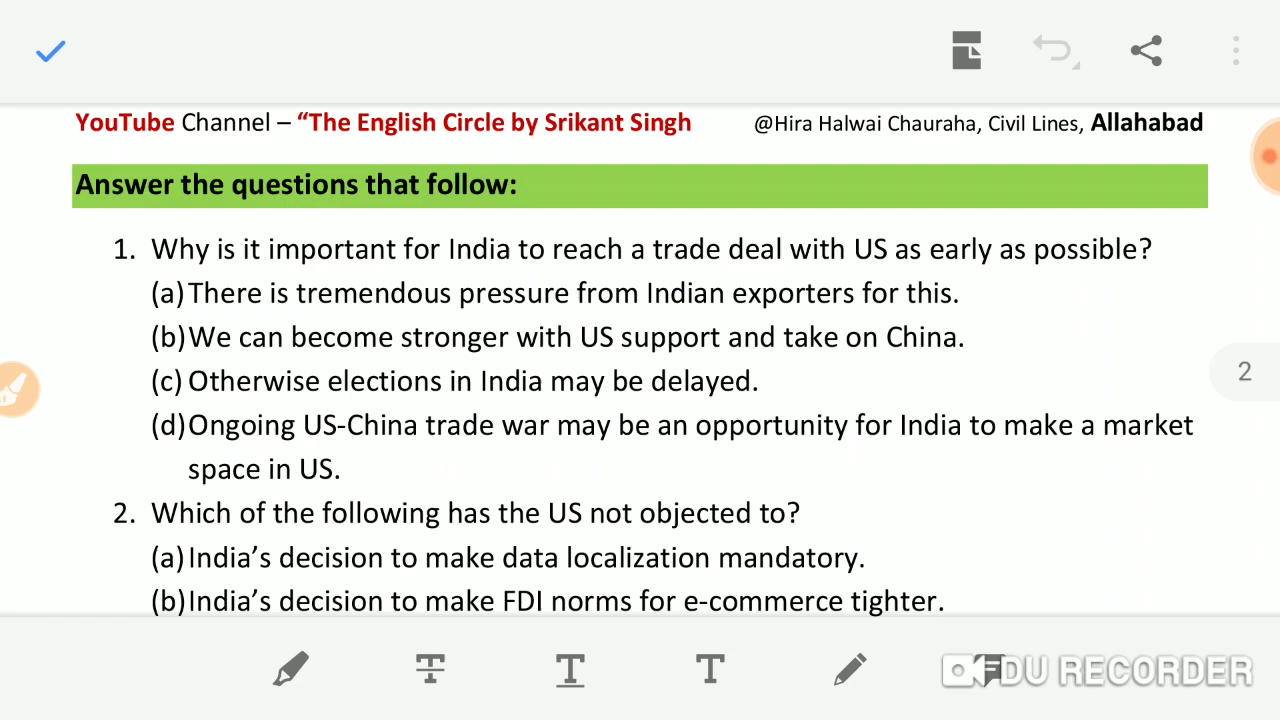 YouTube Channel – “The English Circle by Srikant Singh @Hira Halwai Chauraha, Civil Lines, Allahabad
Answer the questions that follow:
1. Why is it important for India to reach a trade deal with US as early as possible?
(a)There is tremendous pressure from Indian exporters for this.
(b)We can become stronger with US support and take on China.
(c) Otherwise elections in India may be delayed.
(d)Ongoing US-China trade war may be an opportunity for India to make a market
space in US.
2
2. Which of the following has the US not objected to?
(a)India’s decision to make data localization mandatory.
(b)India’s decision to make FDI norms for e-commerce tighter.
T T T
DU RECORDER